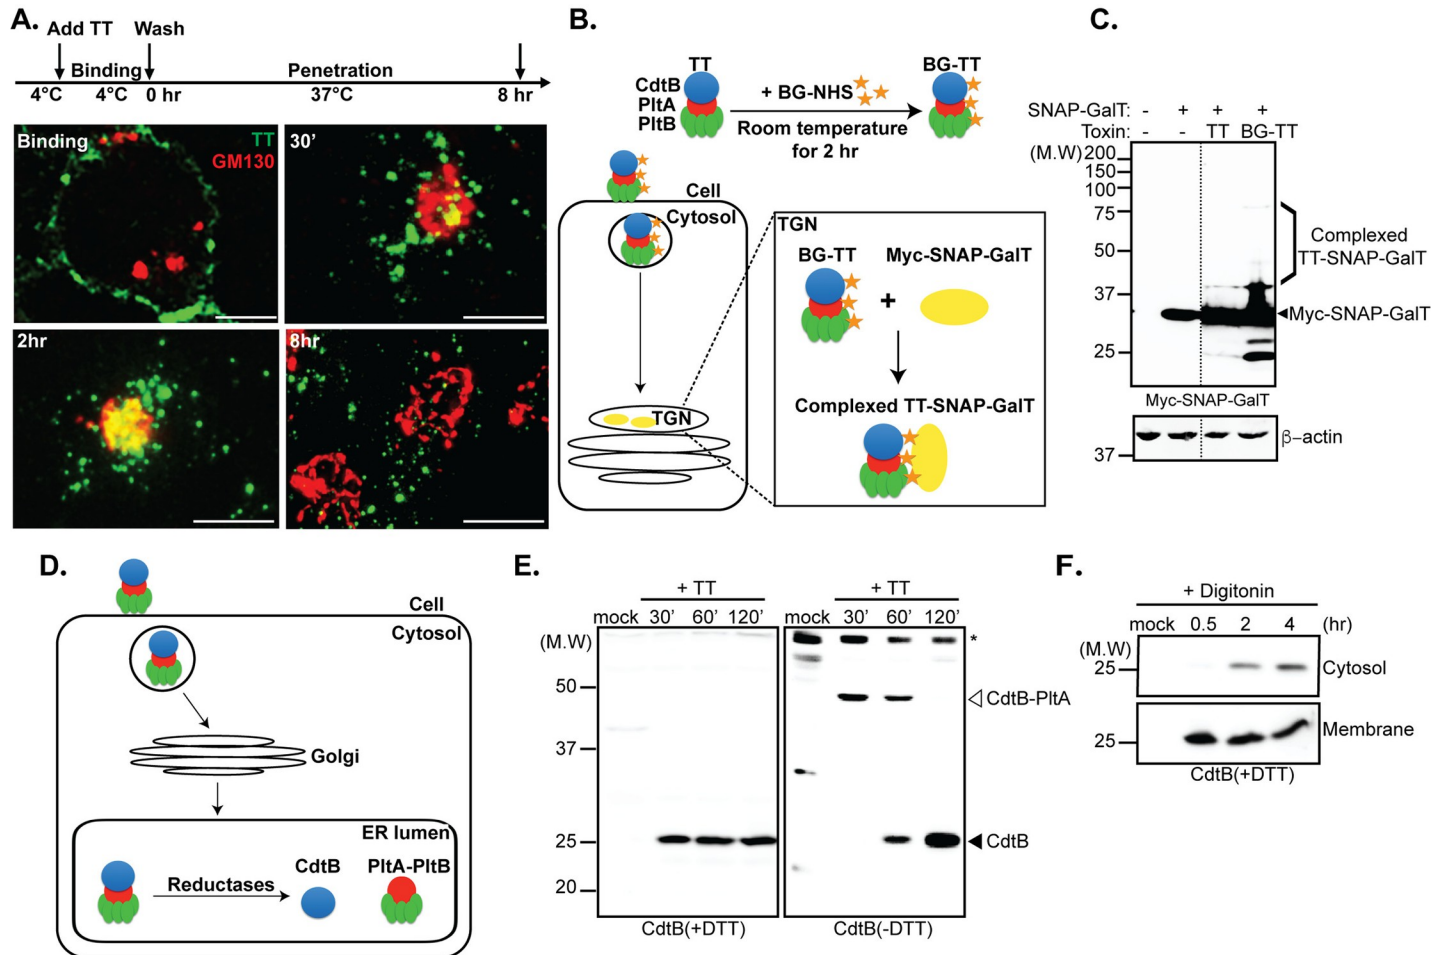 A.
Add TT Wash
Binding Penetration
4°C 4°C 0 hr 37°C 8 hr
Binding TT
GM130
30’
2hr
8hr
B.
TT BG-TT
CdtB
PltA
PltB
+ BG-NHS
Room temperature
for 2 hr
Cell
Cytosol
TGN
TGN
BG-TT Myc-SNAP-GalT
+
Complexed TT-SNAP-GalT
C.
SNAP-GalT: - + + +
Toxin: - - TT BG-TT
(M.W) 200
150
100
75
50
37
25
Complexed
TT-SNAP-GalT
Myc-SNAP-GalT
Myc-SNAP-GalT
β-actin
37
D.
Cell
Cytosol
Golgi
ER lumen
CdtB PltA-PltB
Reductases
E.
+ TT + TT
mock 30’ 60’ 120’ mock 30’ 60’ 120’
(M.W)
*
50
CdtB-PltA
37
25
CdtB
20
CdtB(+DTT) CdtB(-DTT)
F.
+ Digitonin
mock 0.5 2 4 (hr)
(M.W)
25 Cytosol
25 Membrane
CdtB(+DTT)